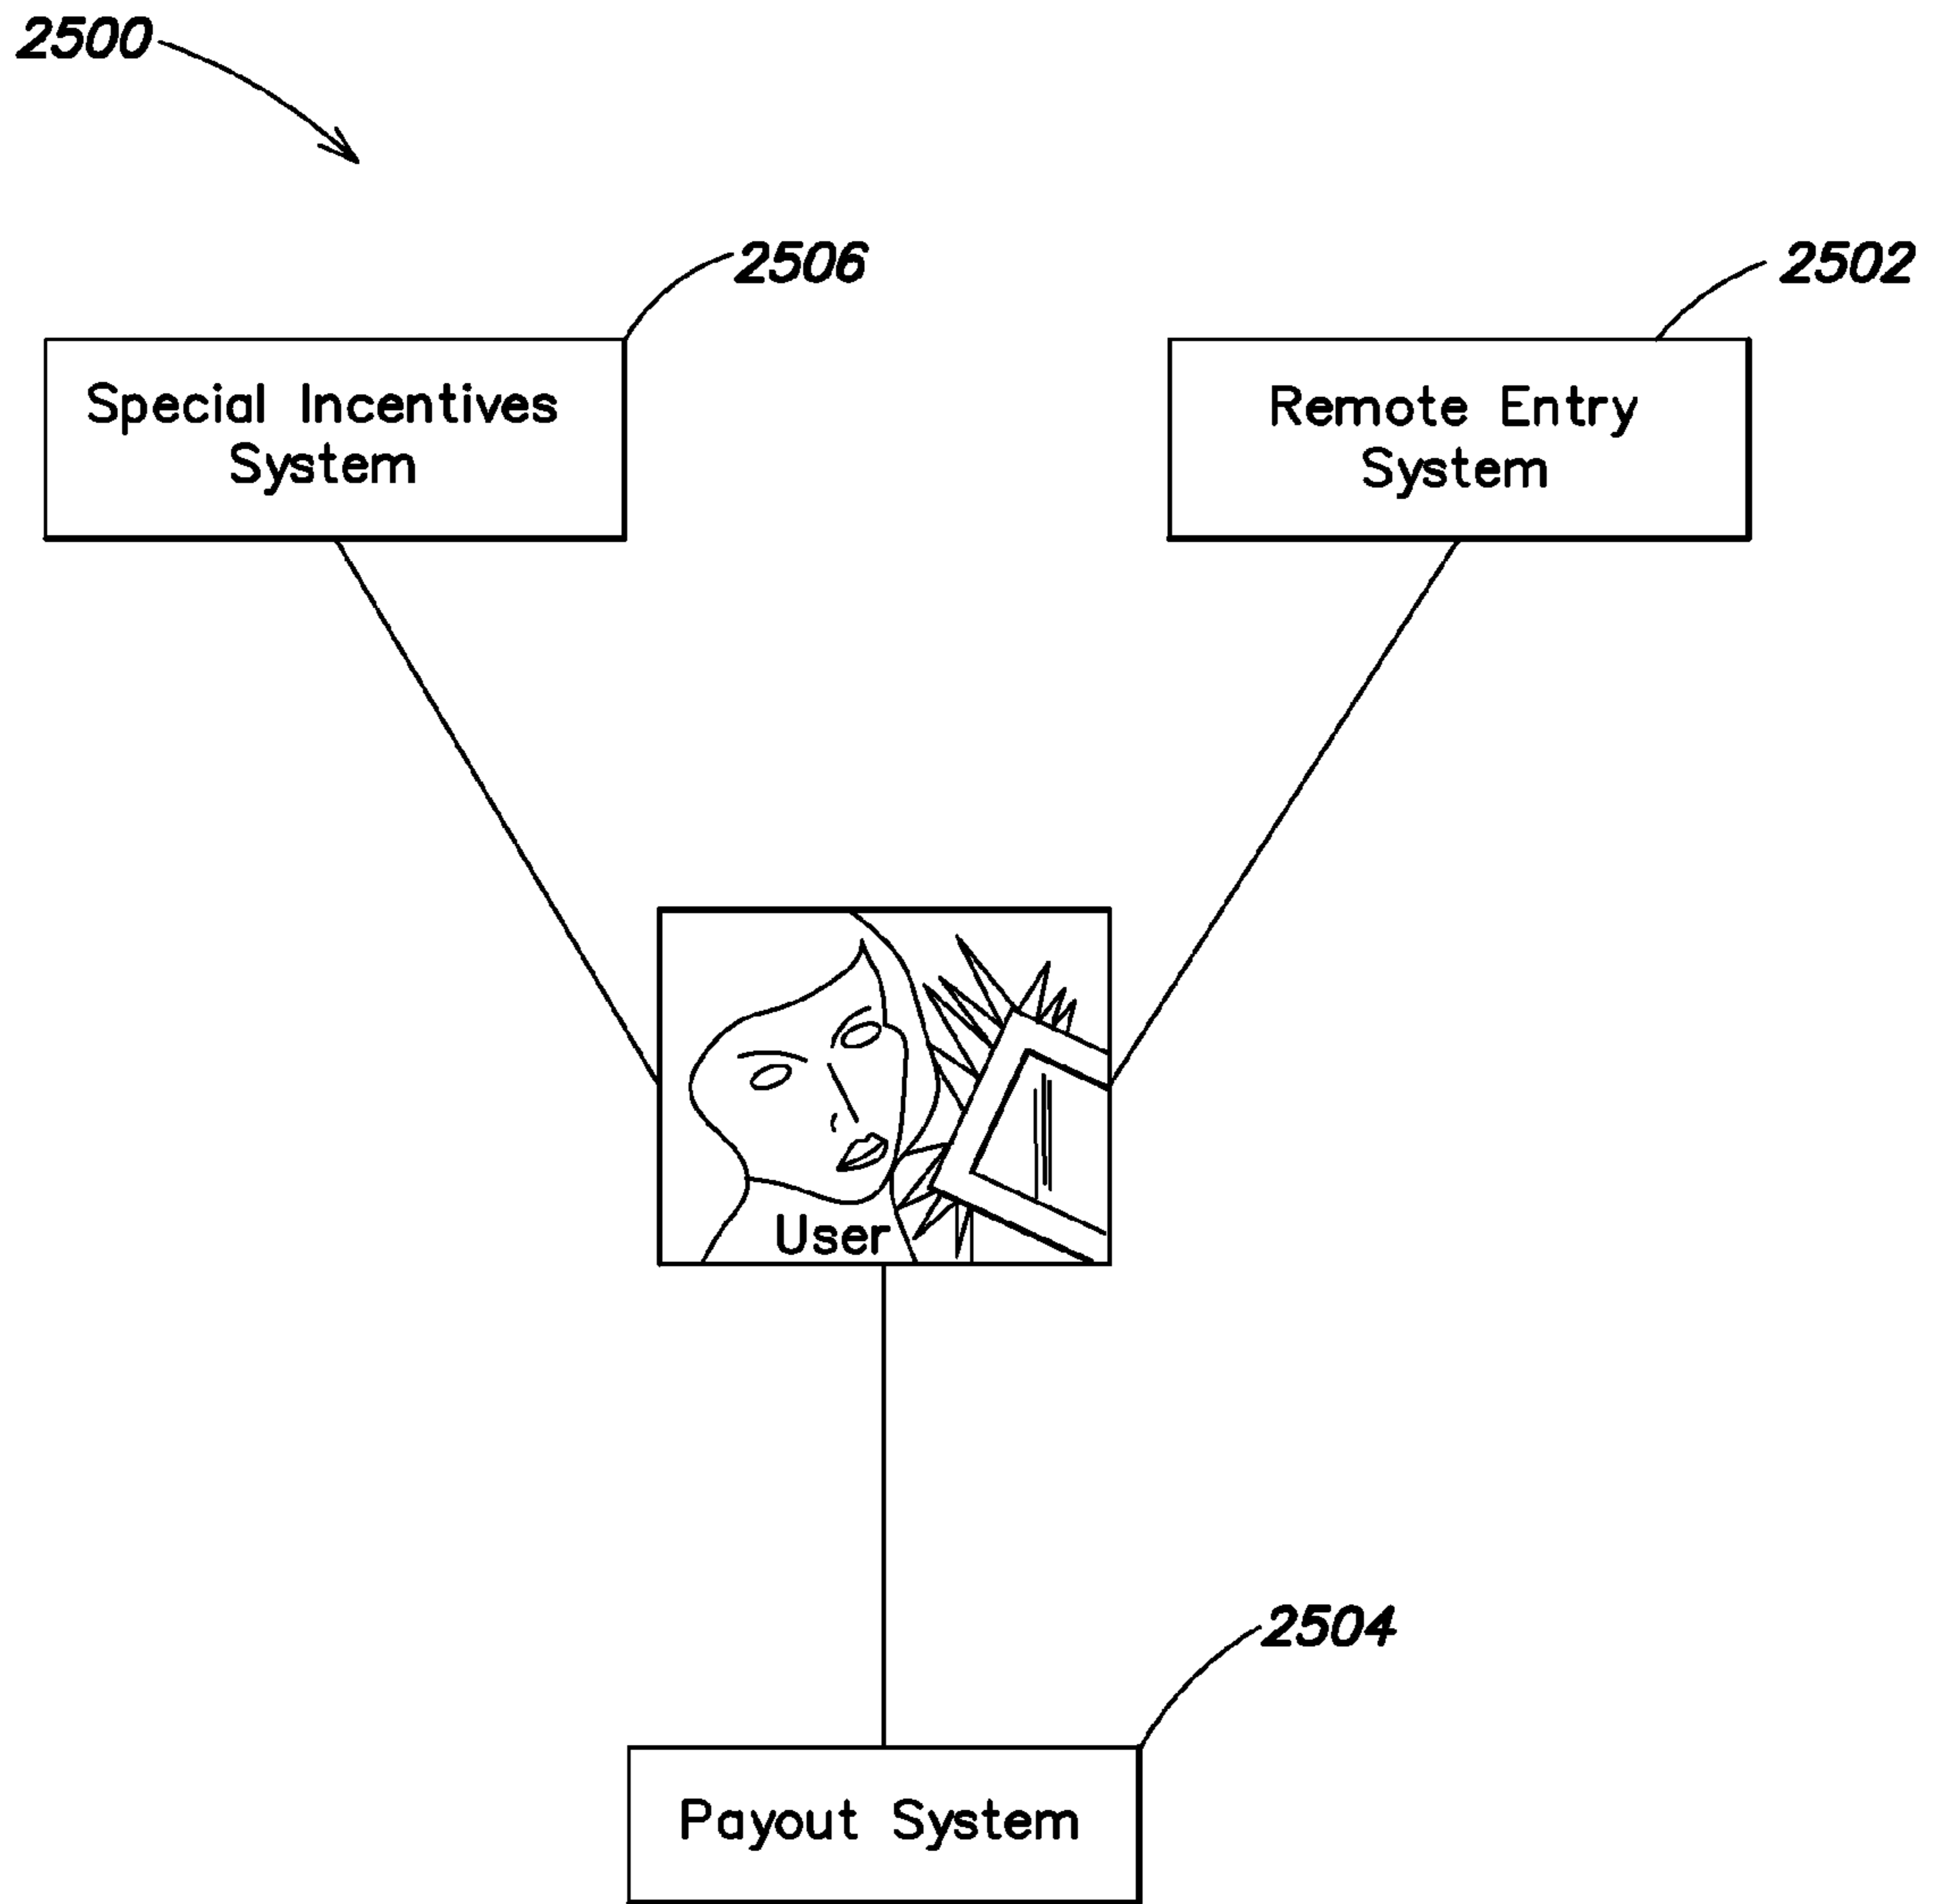 2500
2506
2502
Special Incentives
System
Remote Entry
System
User
2504
Payout System